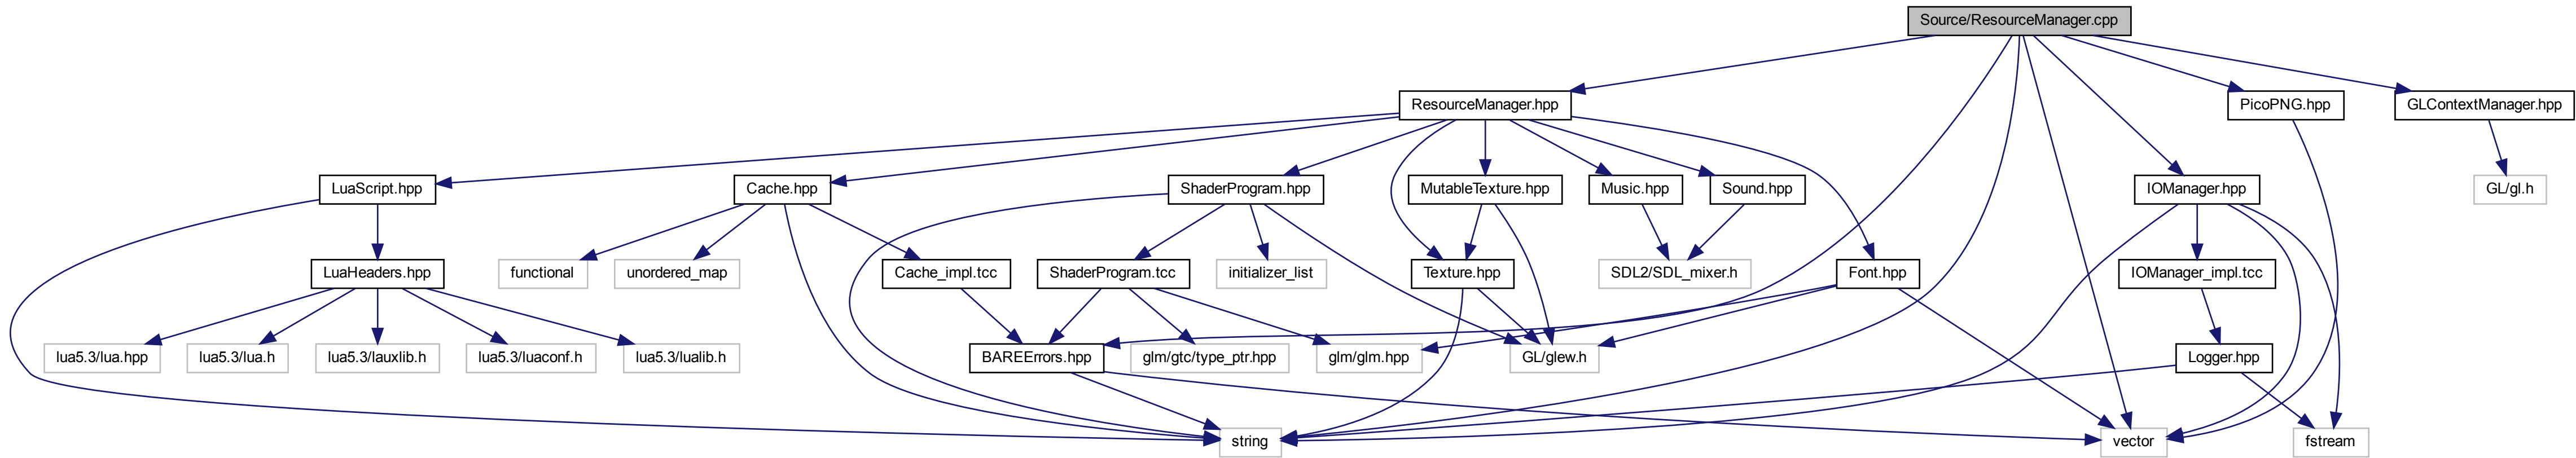 Source/ResourceManager.cpp
ResourceManager.hpp
PicoPNG.hpp
GLContextManager.hpp
LuaScript.hpp
Cache.hpp
ShaderProgram.hpp
MutableTexture.hpp
Music.hpp
Sound.hpp
IOManager.hpp
GL/gl.h
LuaHeaders.hpp
functional
unordered_map
Cache_impl.tcc
ShaderProgram.tcc
initializer_list
Texture.hpp
SDL2/SDL_mixer.h
Font.hpp
IOManager_impl.tcc
lua5.3/lua.hpp
lua5.3/lua.h
lua5.3/lauxlib.h
lua5.3/luaconf.h
lua5.3/lualib.h
BAREErrors.hpp
glm/gtc/type_ptr.hpp
glm/glm.hpp
GL/glew.h
Logger.hpp
string
vector
fstream